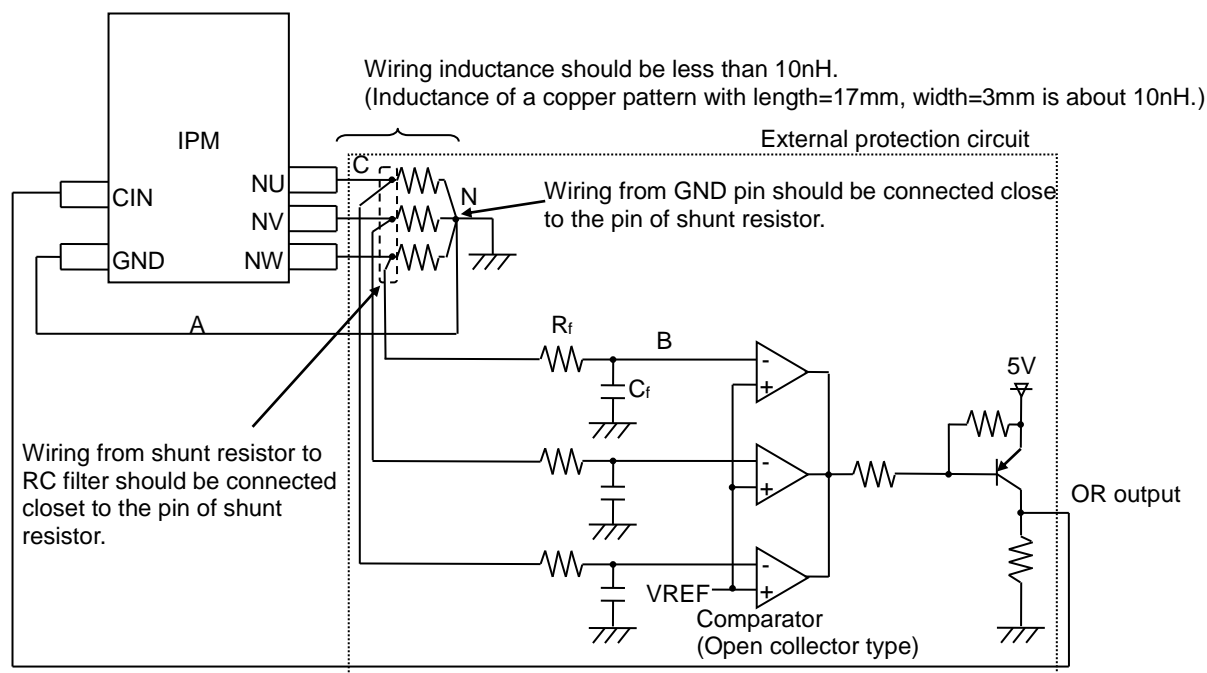 Wiring inductance should be less than 10nH.
(Inductance of a copper pattern with length=17mm, width=3mm is about 10nH.)
External protection circuit
IPM
C
NU
N
Wiring from GND pin should be connected close
to the pin of shunt resistor.
CIN
NV
GND
NW
A
Rf
B
5V
-
+
Cf
Wiring from shunt resistor to
RC filter should be connected
closet to the pin of shunt
resistor.
-
+
OR output
-
+
VREF
Comparator
(Open collector type)